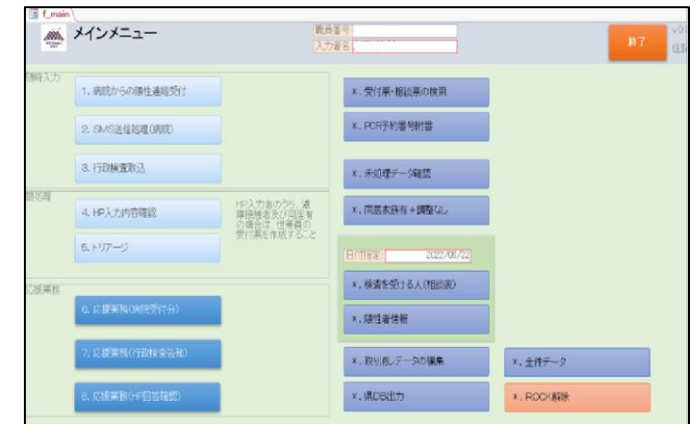 f_main
メインメニュー
職員番号
入力者名
終了
随時入力
1. 病院からの陽性連絡受付
2. SMS送信処理(病院)
3. 行政検査取込
4. HP入力内容確認
5. トリアージ
HP入力者のうち、濃
厚接触者及び同居有
の場合は、世帯員の
受付票を作成すること
応援業務
6. 応援業務(病院受付分)
7. 応援業務(行政検査告知)
8. 応援業務(HP回答確認)
×. 受付票・相談票の検索
×. PCR予約番号附番
×. 未処理データ確認
×. 同居家族有+調整なし
日付指定: 2022/06/22
×. 検査を受ける人(相談票)
×. 陽性者情報
×. 取り消しデータの編集
×. 県DB出力
×. 全件データ
×. ROCK解除